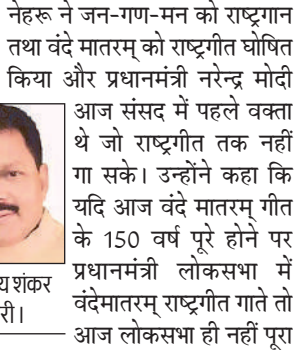 नेहरू ने जन-गण-मन को राष्ट्रगान
तथा वंदे मातरम् को राष्ट्रगीत घोषित
किया और प्रधानमंत्री नरेन्द्र मोदी
आज संसद में पहले वक्ता
थे जो राष्ट्रगीत तक नहीं
गा सके। उन्होंने कहा कि
यदि आज वंदे मातरम् गीत
के 150 वर्ष पूरे होने पर
प्रधानमंत्री लोकसभा में
वंदेमातरम् राष्ट्रगीत गाते तो
आज लोकसभा ही नहीं पूरा
य शंकर
री।